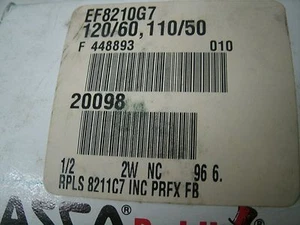 EF8210G7
120/60,110/50
F 448893 010
20098
1/2 2W NC 96 6.
RPLS 8211C7 INC PRFX FB
ASCO